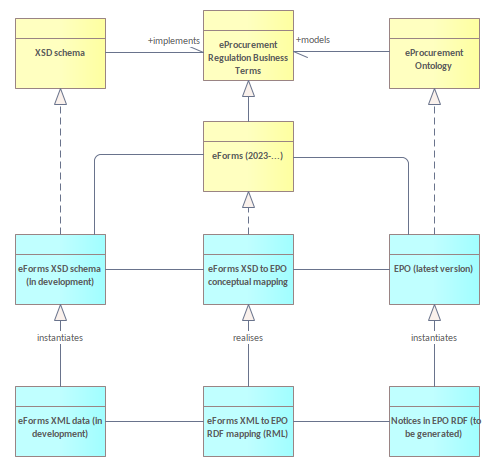 XSD schema
+implements
eProcurement
Regulation Business
Terms
+models
eProcurement
Ontology
eForms (2023-...)
eForms XSD schema
(in development)
eForms XSD to EPO
conceptual mapping
EPO (latest version)
instantiates
realises
instantiates
eForms XML data (in
development)
eForms XML to EPO
RDF mapping (RML)
Notices in EPO RDF (to
be generated)